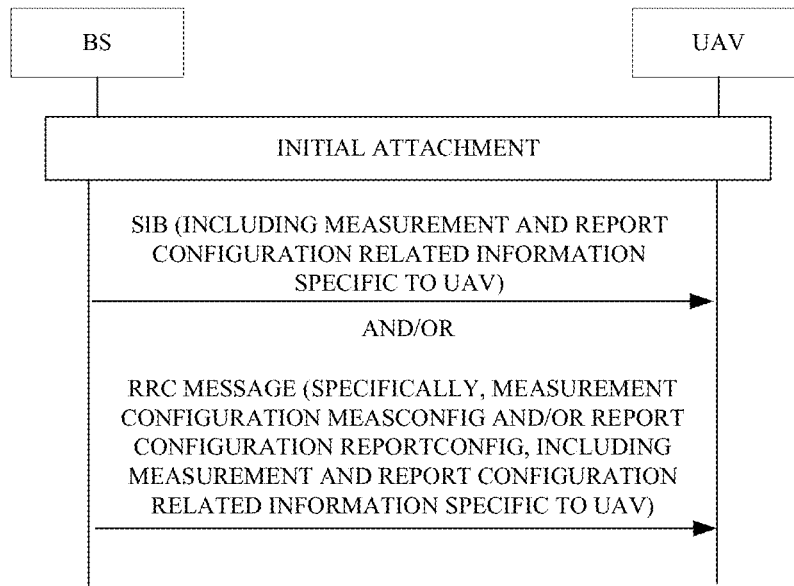 BS
UAV
INITIAL ATTACHMENT
SIB (INCLUDING MEASUREMENT AND REPORT
CONFIGURATION RELATED INFORMATION
SPECIFIC TO UAV)
AND/OR
RRC MESSAGE (SPECIFICALLY, MEASUREMENT
CONFIGURATION MEASCONFIG AND/OR REPORT
CONFIGURATION REPORTCONFIG, INCLUDING
MEASUREMENT AND REPORT CONFIGURATION
RELATED INFORMATION SPECIFIC TO UAV)